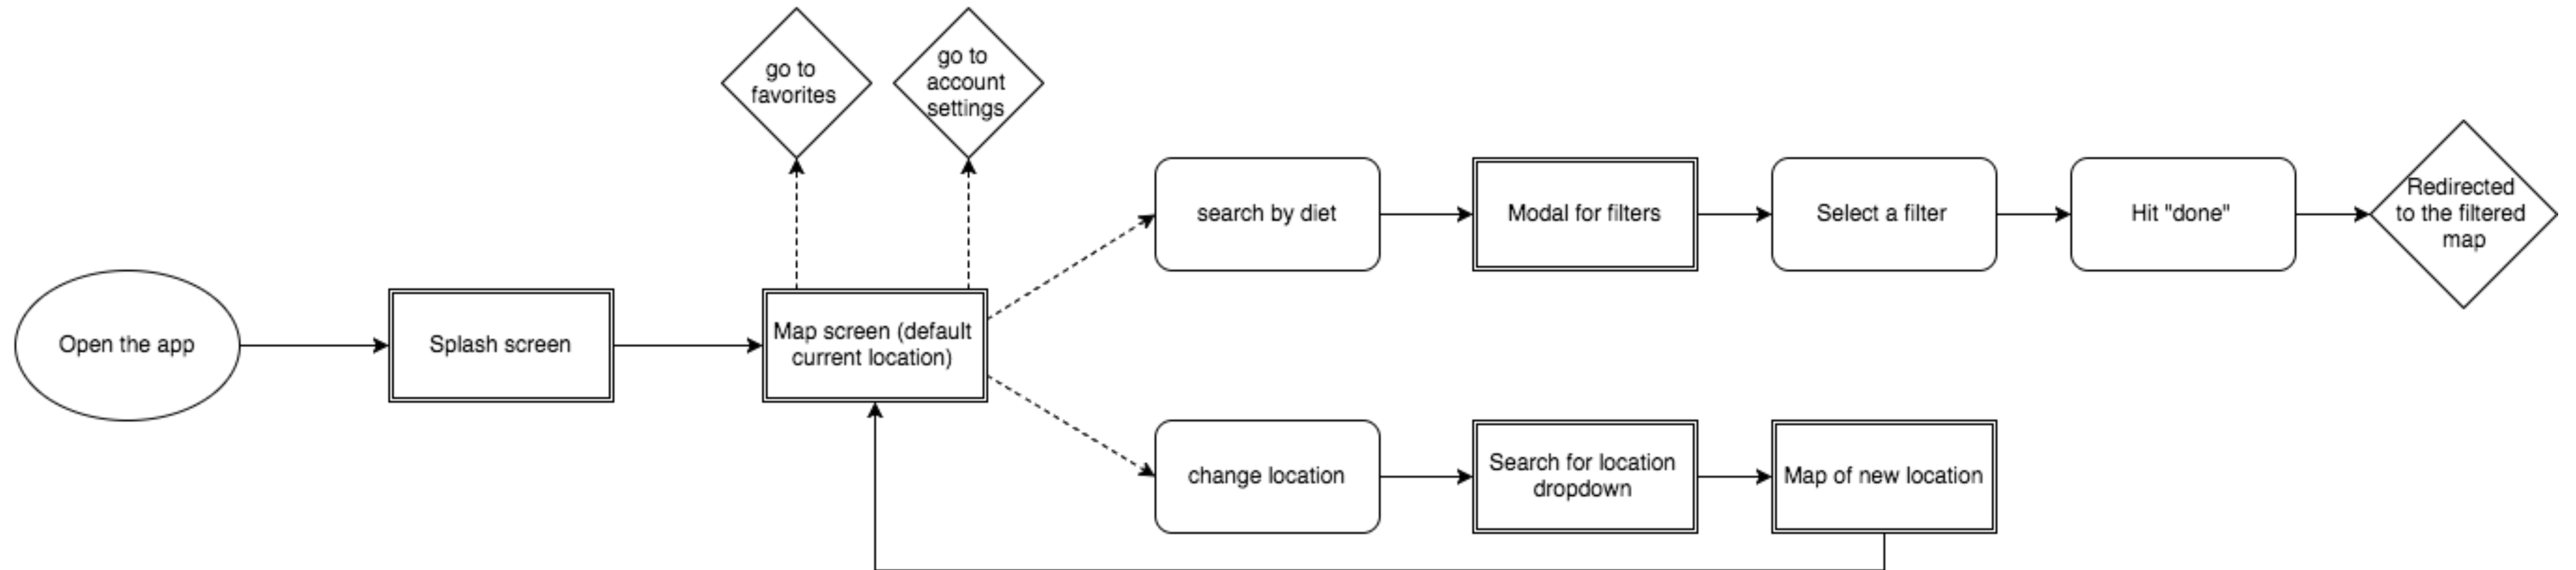 go to
favorites
go to
account
settings
search by diet
Modal for filters
Select a filter
Hit "done"
Redirected
to the filtered
map
Open the app
Splash screen
Map screen (default
current location)
change location
Search for location
dropdown
Map of new location